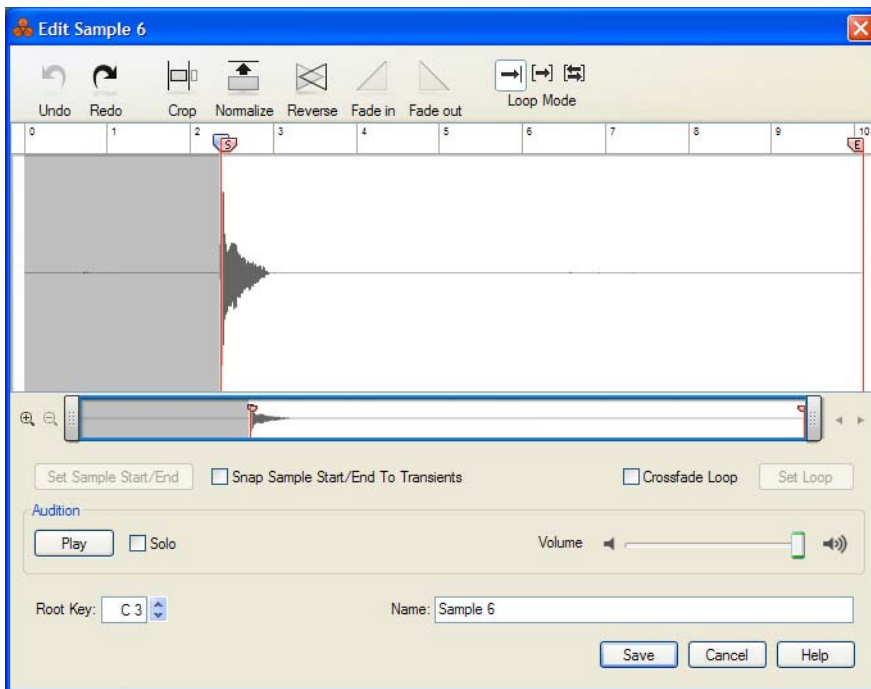 Edit Sample 6
Undo Redo Crop Normalize Reverse Fade in Fade out Loop Mode
0 1 2 3 4 5 6 7 8 9 10
S E
Set Sample Start/End Snap Sample Start/End To Transients Crossfade Loop Set Loop
Audition
Play Solo Volume
Root Key: C 3 Name: Sample 6
Save Cancel Help